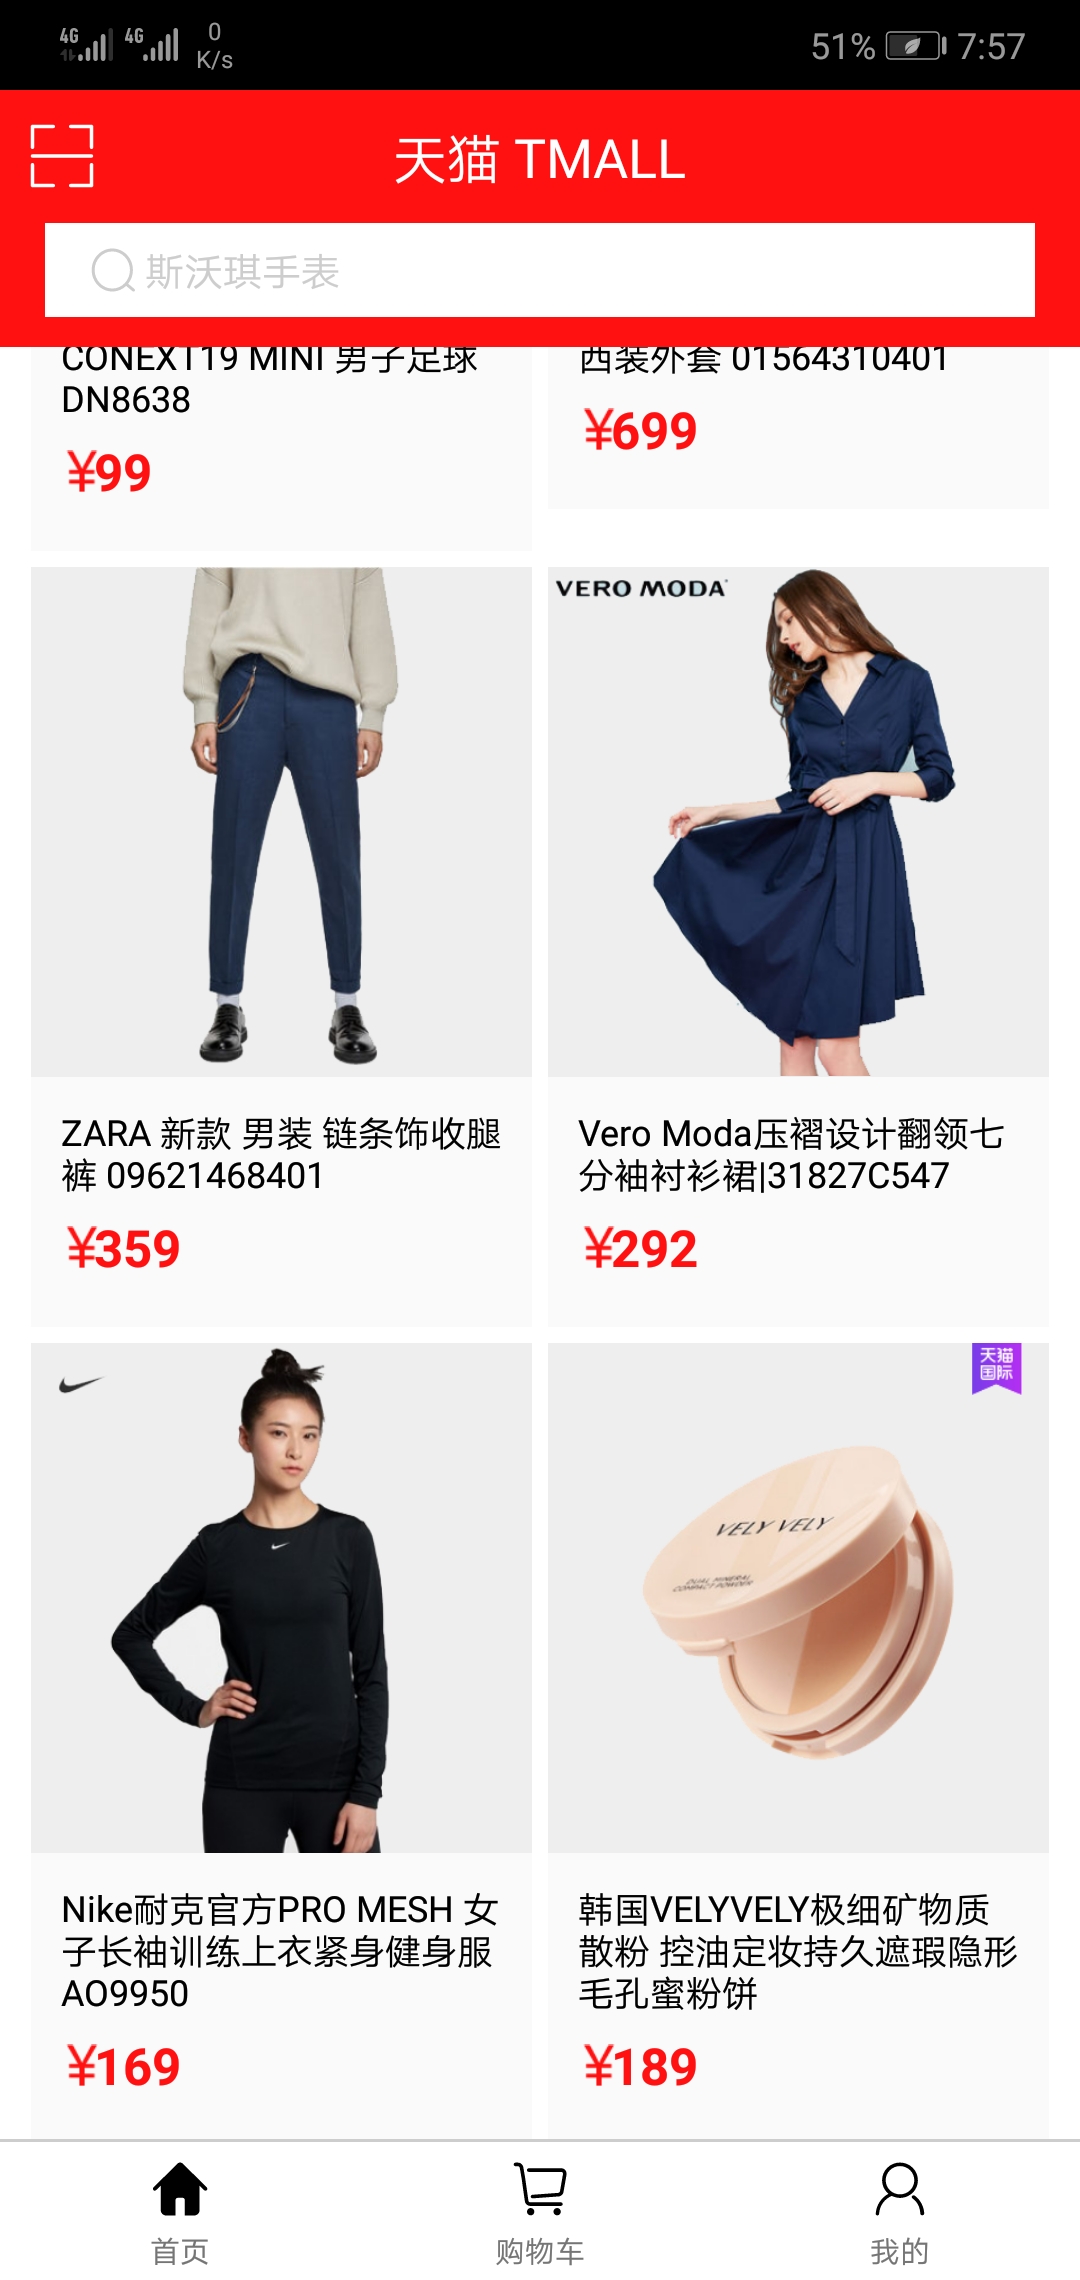 4G 4G 0 K/s 51% 7:57
天猫 TMALL
斯沃琪手表
CONEXT19 MINI 男子足球
DN8638
¥99
西装外套 01564310401
¥699
ZARA 新款 男装 链条饰收腿
裤 09621468401
¥359
VERO MODA
Vero Moda压褶设计翻领七
分袖衬衫裙|31827C547
¥292
Nike耐克官方PRO MESH 女
子长袖训练上衣紧身健身服
AO9950
¥169
天猫
国际
VELY VELY
DUAL MINERAL
COMPACT POWDER
韩国VELYVELY极细矿物质
散粉 控油定妆持久遮瑕隐形
毛孔蜜粉饼
¥189
首页
购物车
我的